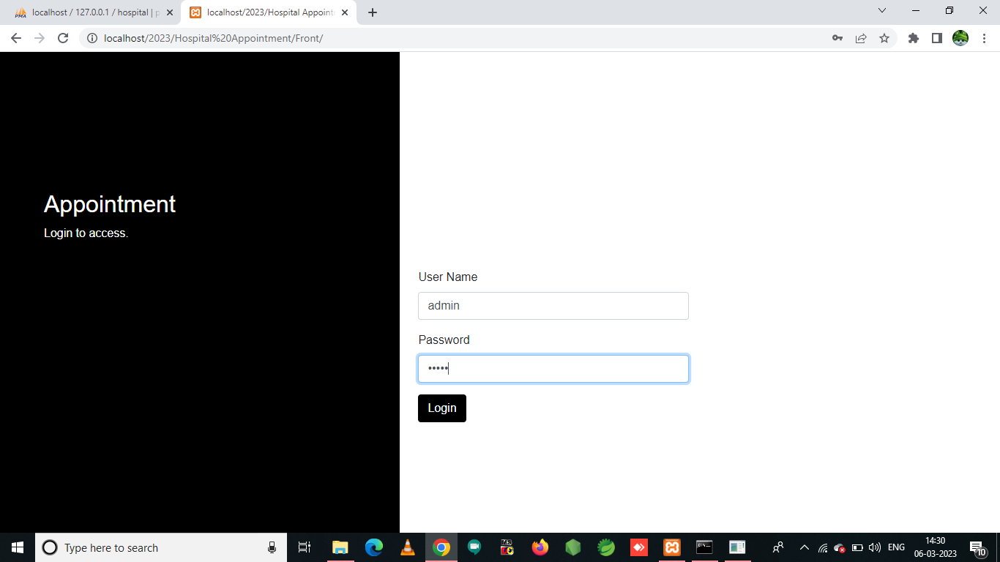 localhost / 127.0.0.1 / hospital | p
localhost/2023/Hospital Appoint
localhost/2023/Hospital%20Appointment/Front/
Appointment
Login to access.
User Name
admin
Password
•••••
Login
Type here to search
ENG
14:30
06-03-2023
10